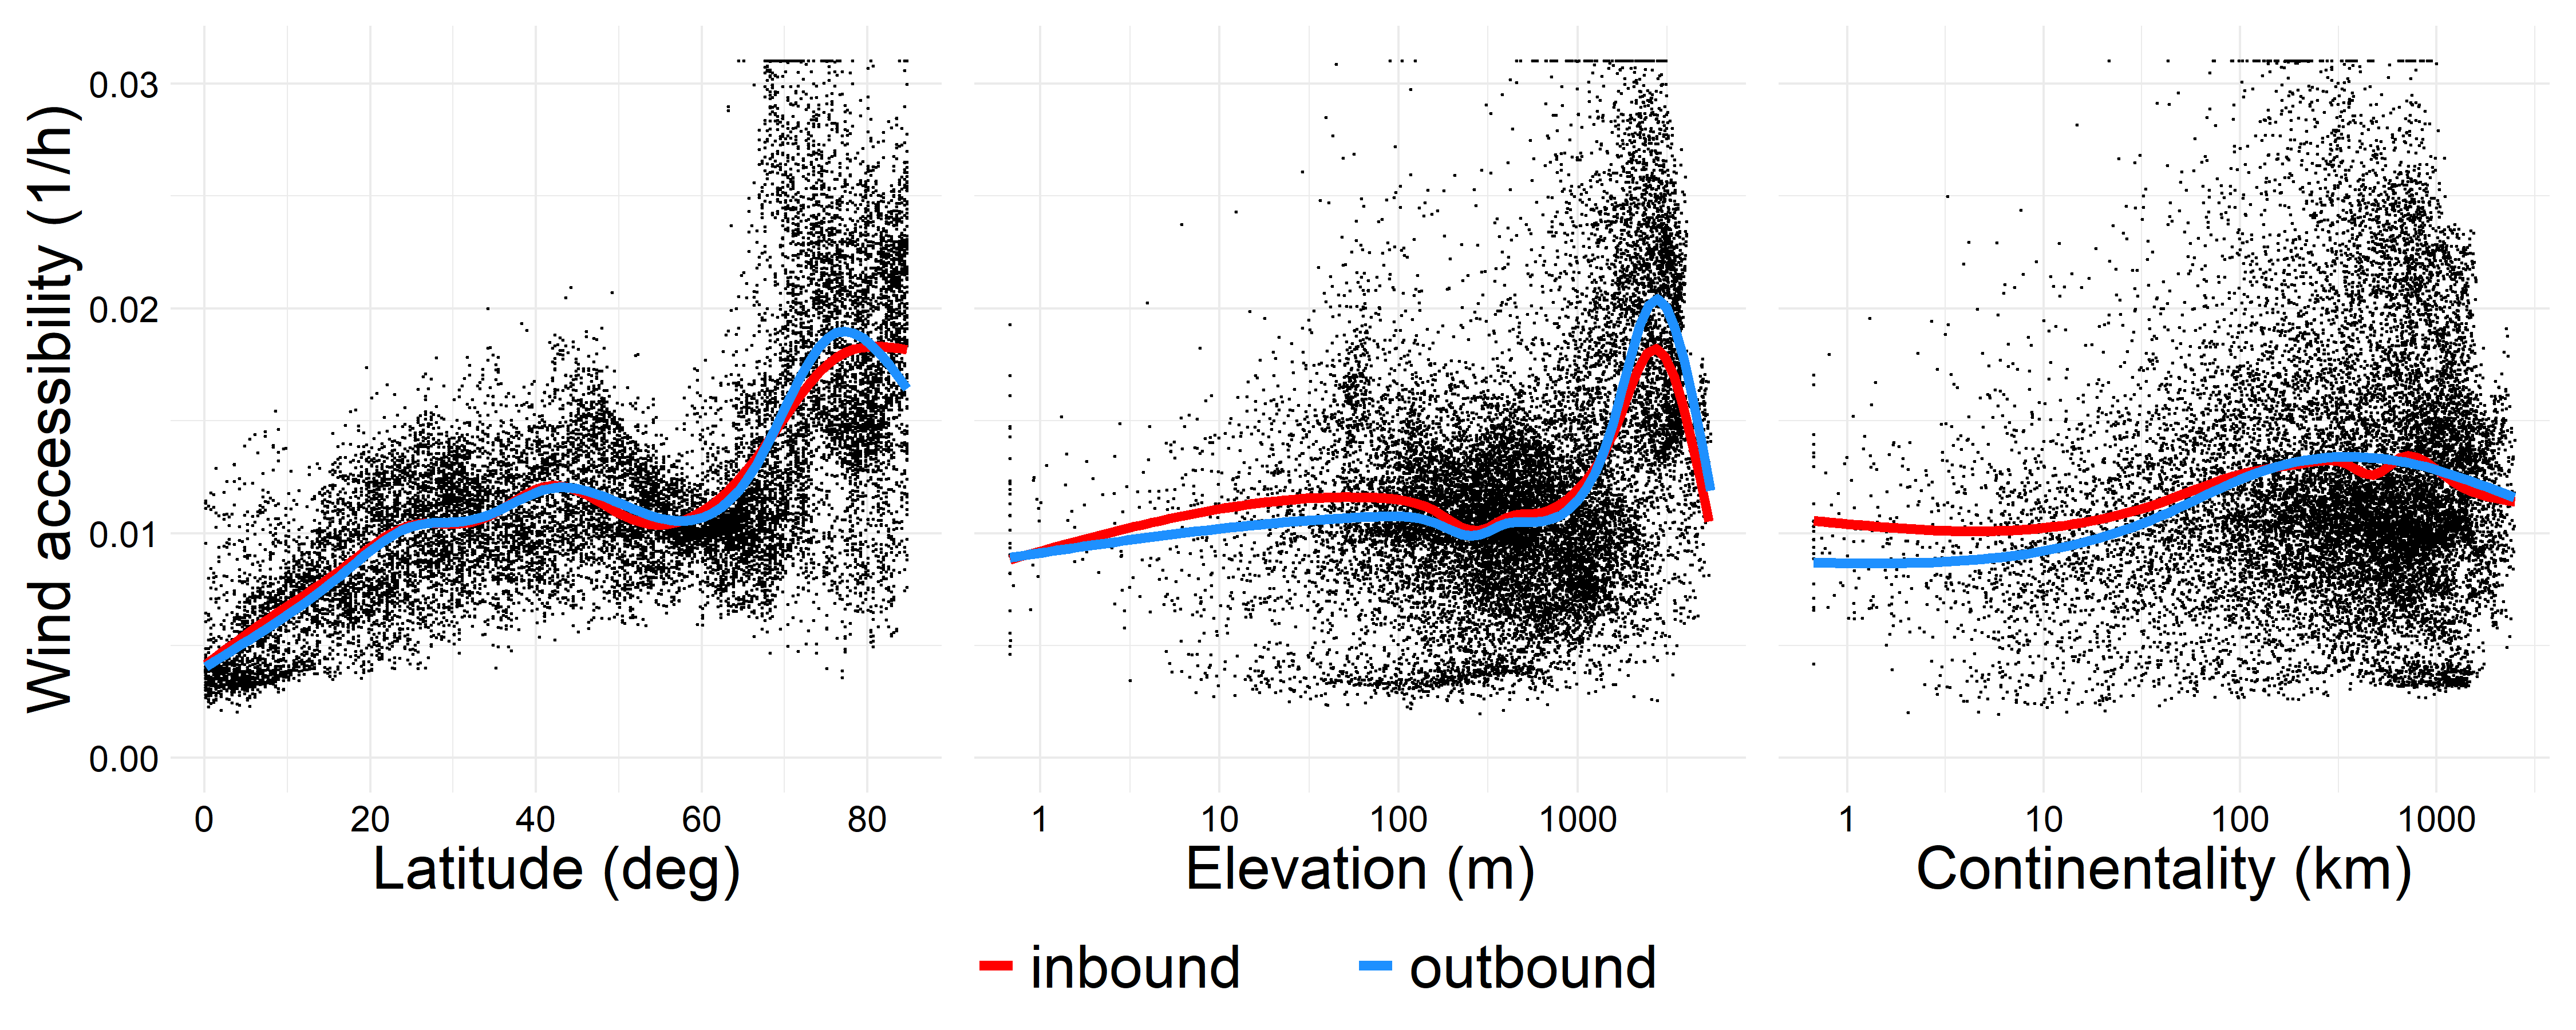 Wind accessibility (1/h)
0.03
0.02
0.01
0.00
0 20 40 60 80
1 10 100 1000
1 10 100 1000
Latitude (deg)
Elevation (m)
Continentality (km)
inbound
outbound